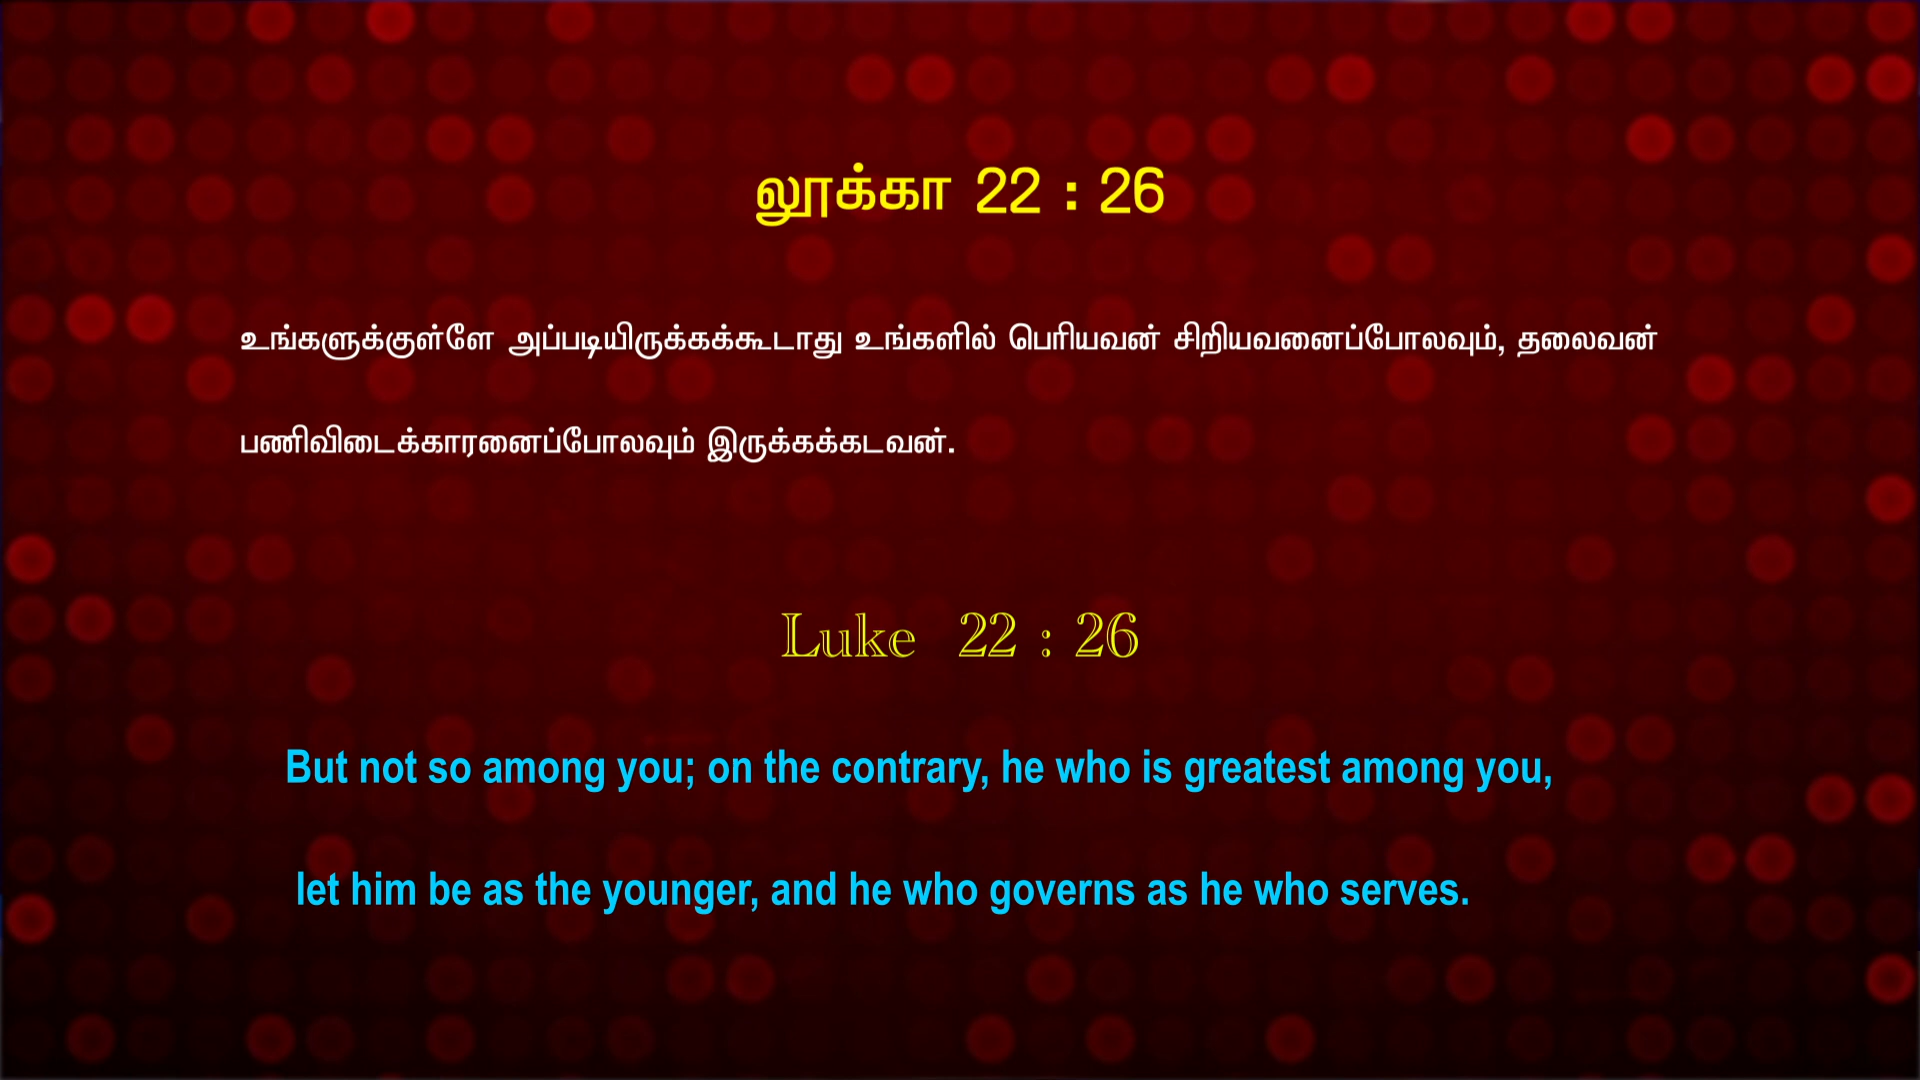 லூக்கா 22 : 26
உங்களுக்குள்ளே அப்படியிருக்கக்கூடாது உங்களில் பெரியவன் சிறியவனைப்போலவும், தலைவன்
பணிவிடைக்காரனைப்போலவும் இருக்கக்கடவன்.
Luke 22 : 26
But not so among you; on the contrary, he who is greatest among you,
let him be as the younger, and he who governs as he who serves.